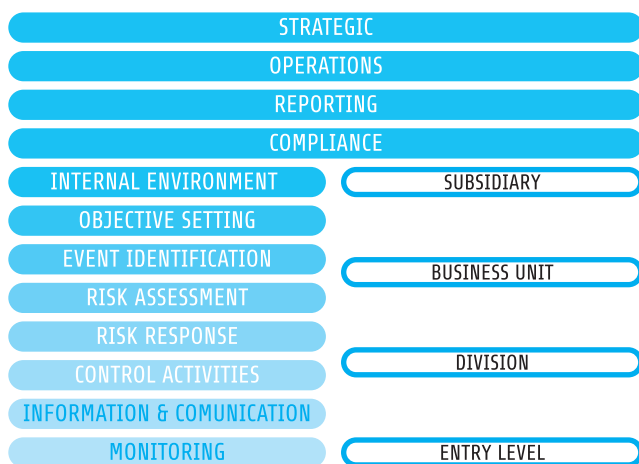 STRATEGIC
OPERATIONS
REPORTING
COMPLIANCE
INTERNAL ENVIRONMENT
OBJECTIVE SETTING
EVENT IDENTIFICATION
RISK ASSESSMENT
RISK RESPONSE
CONTROL ACTIVITIES
INFORMATION & COMUNICATION
MONITORING
SUBSIDIARY
BUSINESS UNIT
DIVISION
ENTRY LEVEL